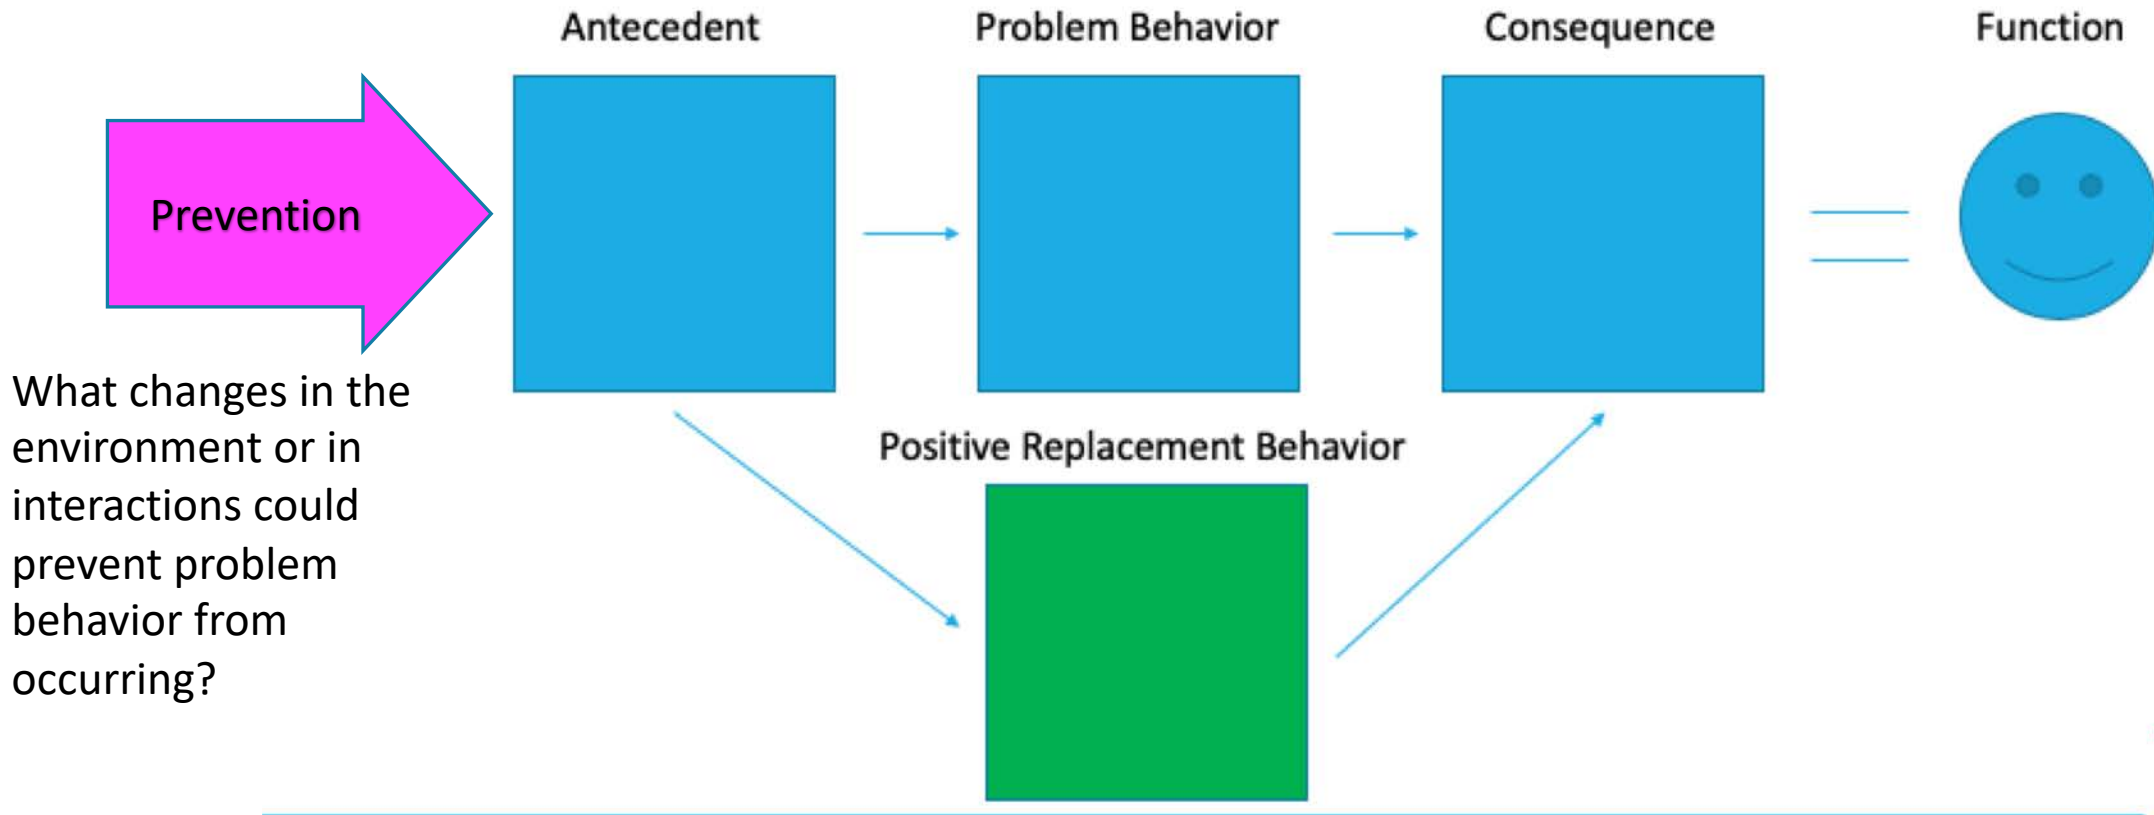 Antecedent
Problem Behavior
Consequence
Function
Prevention
What changes in the
environment or in
interactions could
prevent problem
behavior from
occurring?
Positive Replacement Behavior